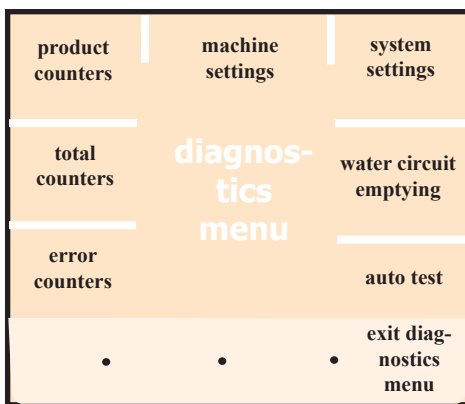 product
counters
machine
settings
system
settings
total
counters
diagnos-
tics
menu
water circuit
emptying
error
counters
auto test
exit diag-
nostics
menu